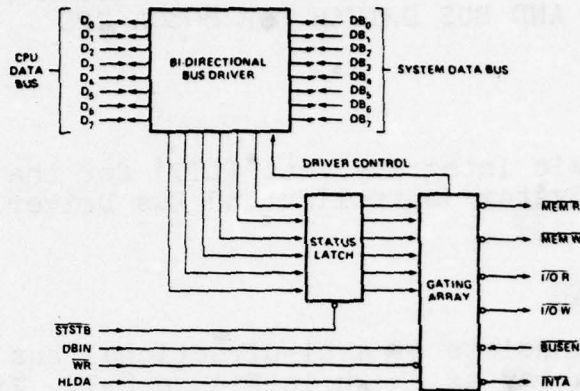 AND BUS D
CPU
DATA
BUS
D0
D1
D2
D3
D4
D5
D6
D7
BI-DIRECTIONAL
BUS DRIVER
DB0
DB1
DB2
DB3
DB4
DB5
DB6
DB7
SYSTEM DATA BUS
DRIVER CONTROL
STATUS
LATCH
GATING
ARRAY
MEM R
MEM W
I/O R
I/O W
BUSEN
INTA
STSTB
DBIN
WR
HLDA